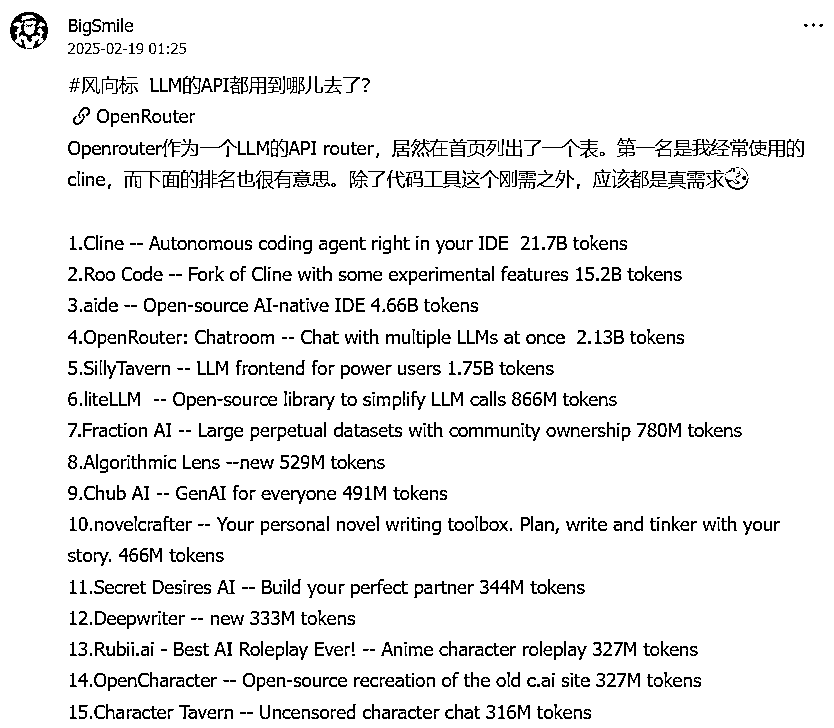 BigSmile
2025-02-19 01:25
#风向标 LLM的API都用到哪儿去了?
OpenRouter
Openrouter作为一个LLM的API router，居然在首页列出了一个表。第一名是我经常使用的
cline，而下面的排名也很有意思。除了代码工具这个刚需之外，应该都是真需求
1.Cline -- Autonomous coding agent right in your IDE 21.7B tokens
2.Roo Code -- Fork of Cline with some experimental features 15.2B tokens
3.aide -- Open-source AI-native IDE 4.66B tokens
4.OpenRouter: Chatroom -- Chat with multiple LLMs at once 2.13B tokens
5.SillyTavern -- LLM frontend for power users 1.75B tokens
6.liteLLM -- Open-source library to simplify LLM calls 866M tokens
7.Fraction AI -- Large perpetual datasets with community ownership 780M tokens
8.Algorithmic Lens --new 529M tokens
9.Chub AI -- GenAI for everyone 491M tokens
10.novelcrafter -- Your personal novel writing toolbox. Plan, write and tinker with your
story. 466M tokens
11.Secret Desires AI -- Build your perfect partner 344M tokens
12.Deepwriter -- new 333M tokens
13.Rubii.ai - Best AI Roleplay Ever! -- Anime character roleplay 327M tokens
14.OpenCharacter -- Open-source recreation of the old c.ai site 327M tokens
15.Character Tavern -- Uncensored character chat 316M tokens